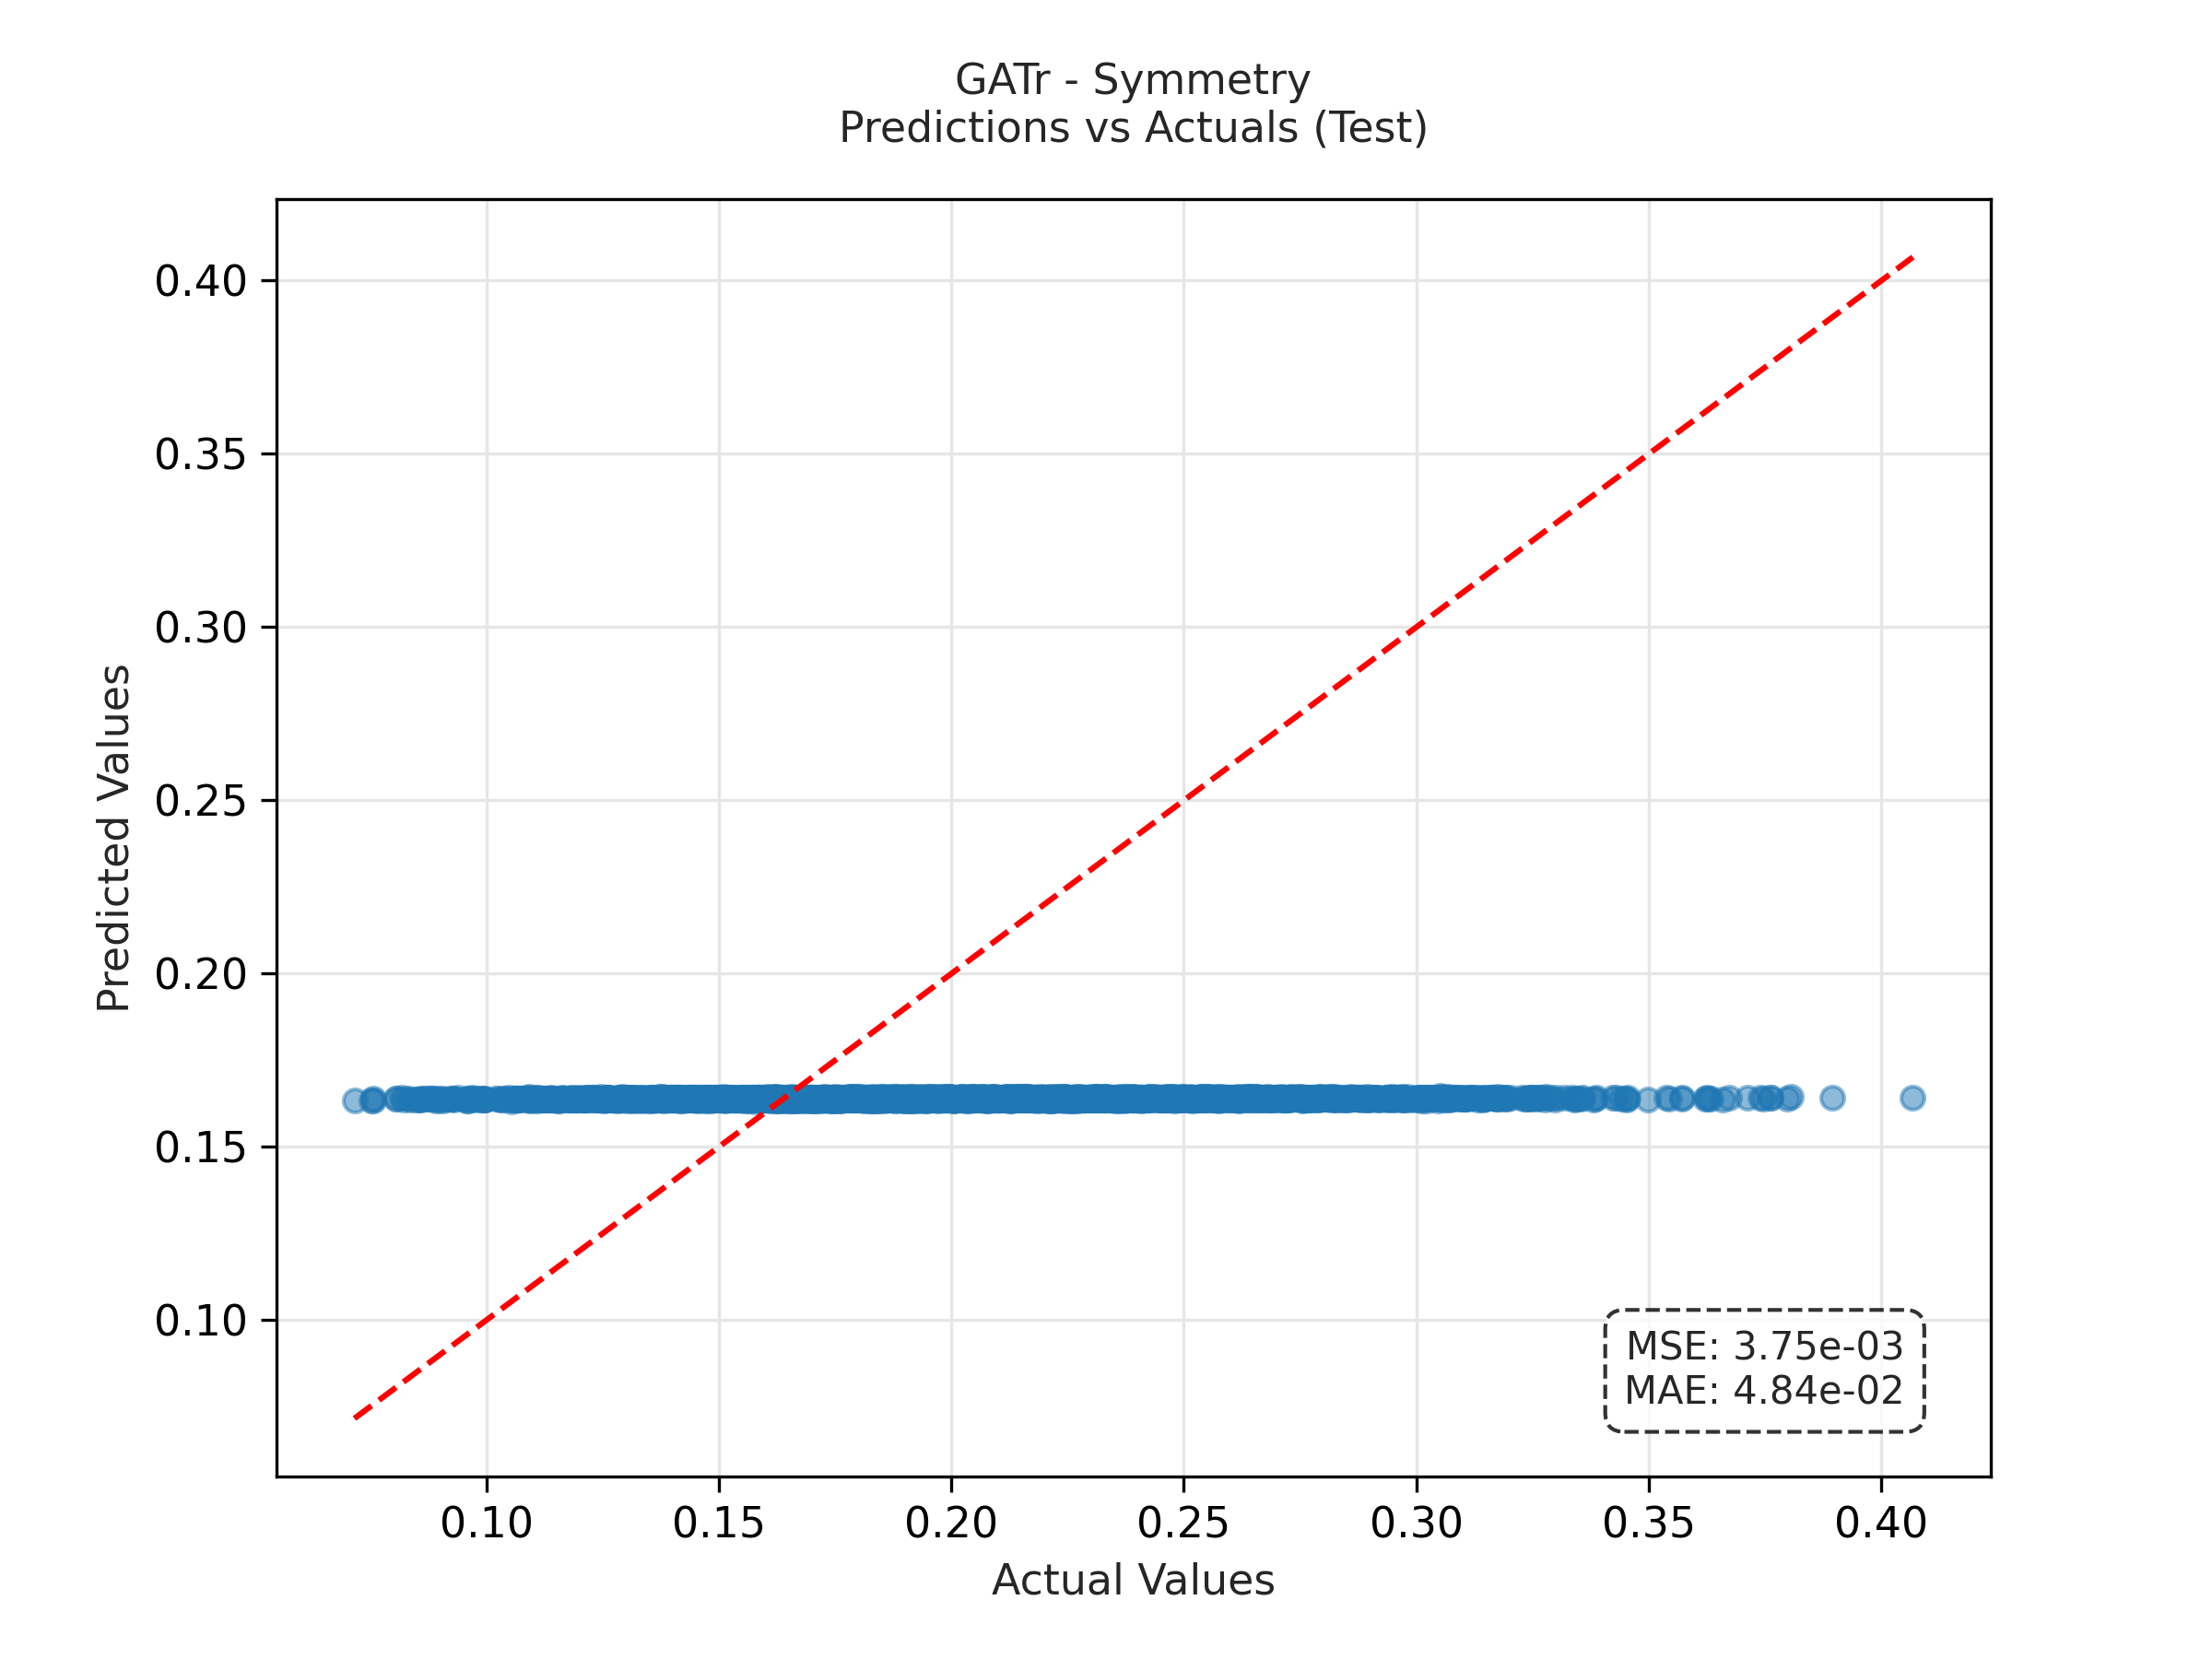 GATr - Symmetry
Predictions vs Actuals (Test)
0.40
0.35
0.30
0.25
0.20
0.15
0.10
Predicted Values
MSE: 3.75e-03
MAE: 4.84e-02
0.10 0.15 0.20 0.25 0.30 0.35 0.40
Actual Values